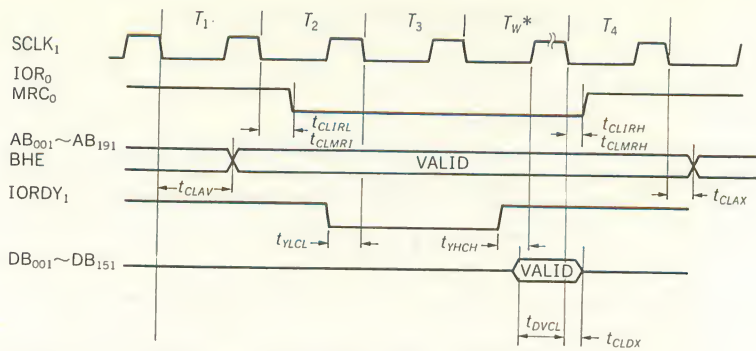 T1 T2 T3 TW* T4
SCLK1
IOR0
MRC0
tCLIRL tCLIRH
tCLMRI tCLMRH
AB001~AB191
BHE VALID
tCLAV tCLAX
IORDY1
tYLCL tYHCH
DB001~DB151 VALID
tDVCL tCLDX